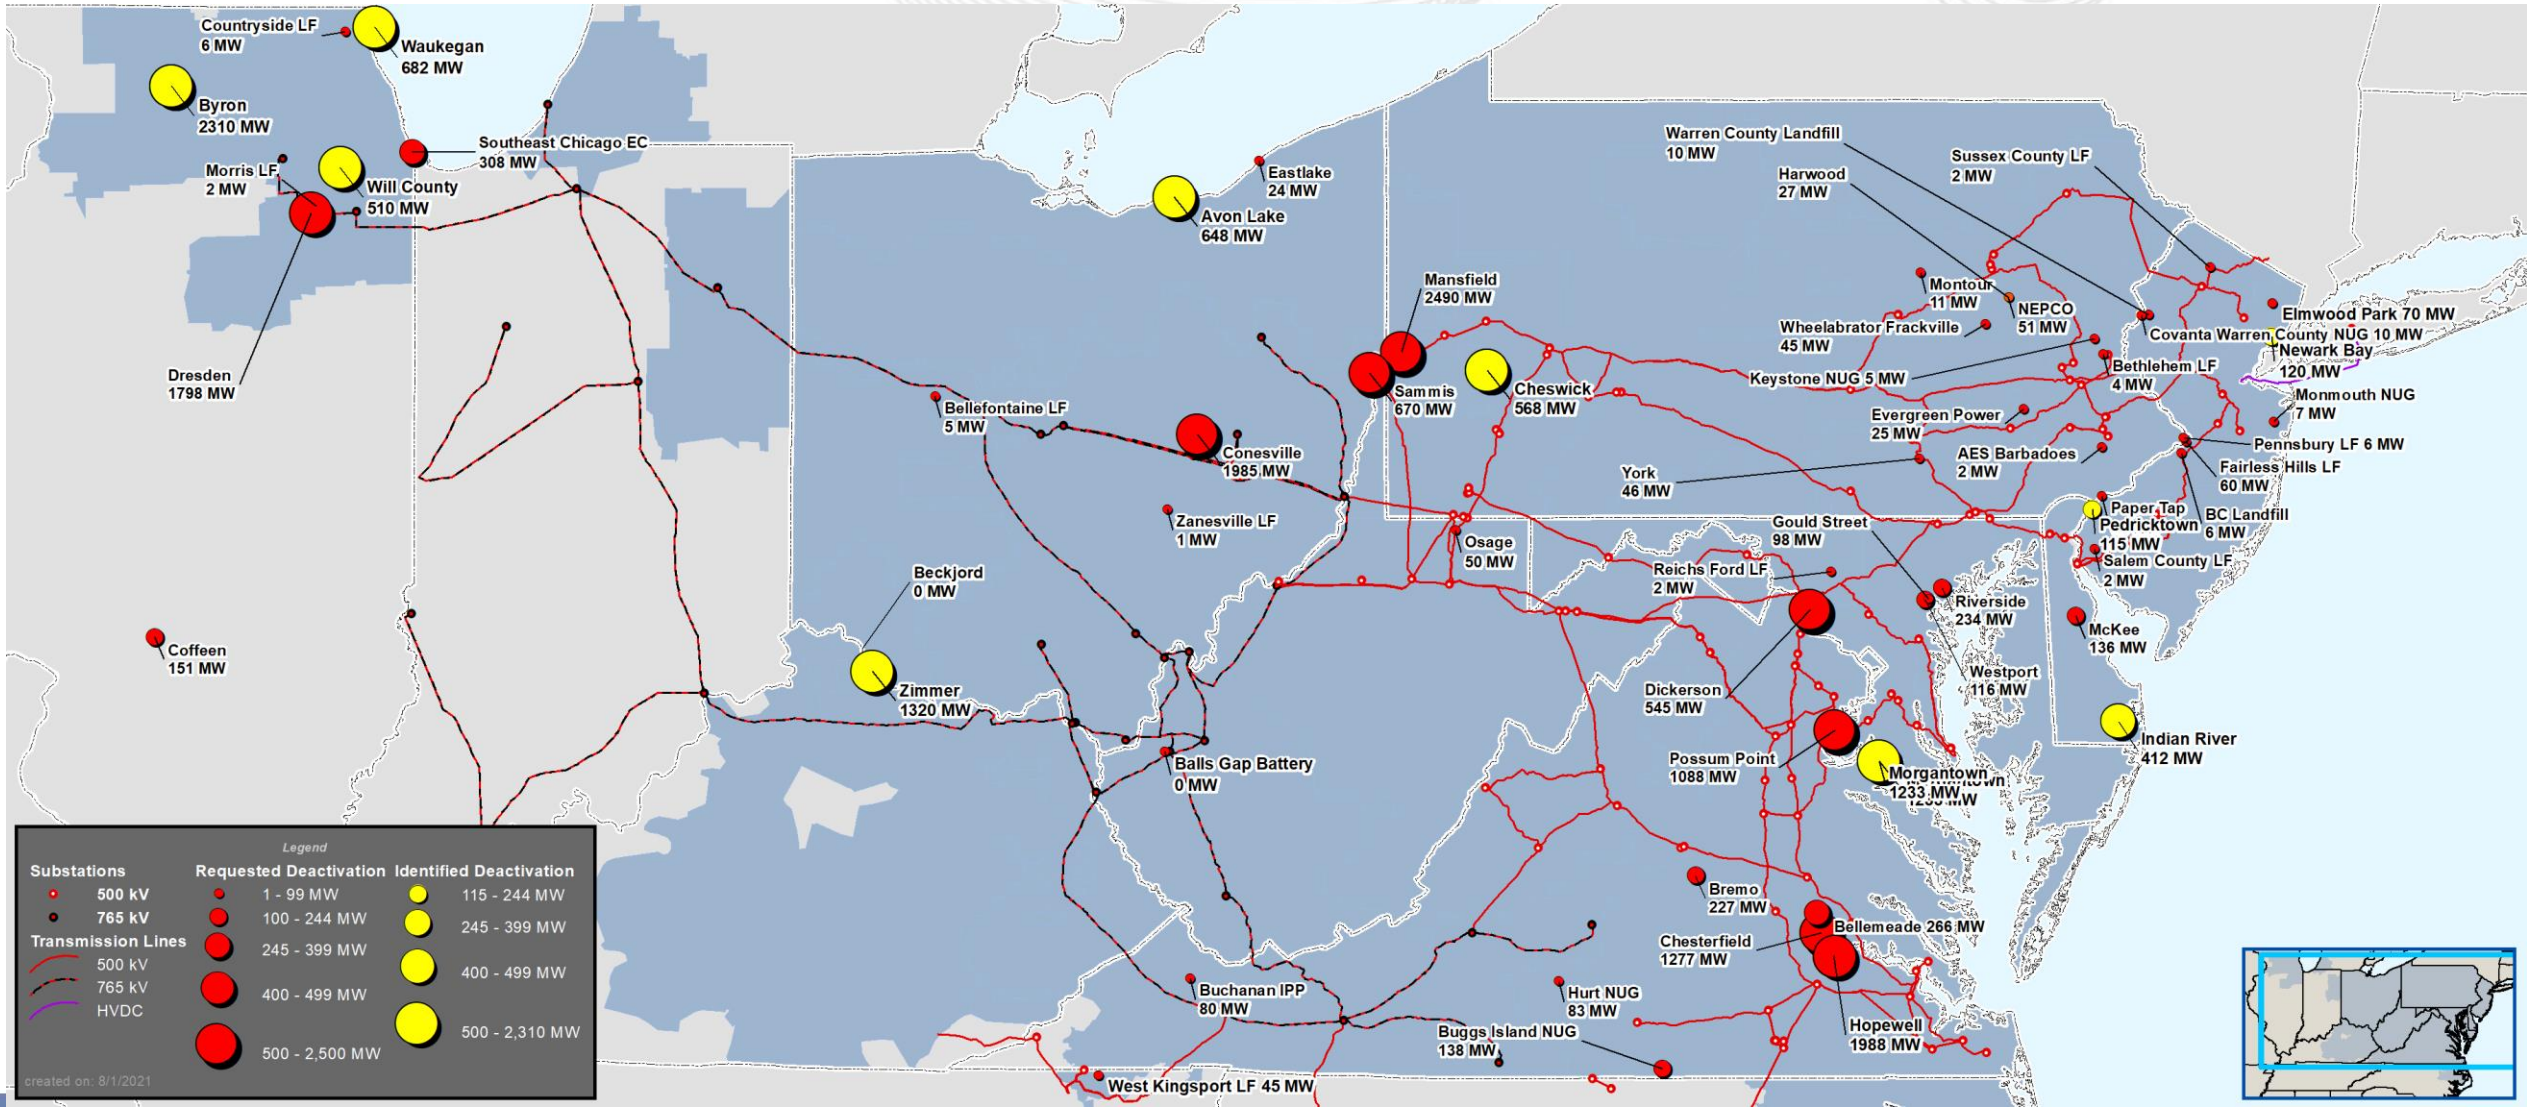 Countryside LF
6 MW
Waukegan
682 MW
Byron
2310 MW
Southeast Chicago EC
308 MW
Morris LF
2 MW
Will County
510 MW
Dresden
1798 MW
Coffeen
151 MW
Eastlake
24 MW
Avon Lake
648 MW
Mansfield
2490 MW
Sammis
670 MW
Cheswick
568 MW
Bellefontaine LF
5 MW
Conesville
1985 MW
Zanesville LF
1 MW
Beckjord
0 MW
Zimmer
1320 MW
Balls Gap Battery
0 MW
Osage
50 MW
Warren County Landfill
10 MW
Harwood
27 MW
Sussex County LF
2 MW
Montour
11 MW
NEPCO
51 MW
Wheelabrator Frackville
45 MW
Elmwood Park 70 MW
Covanta Warren County NUG 10 MW
Newark Bay
120 MW
Keystone NUG 5 MW
Bethlehem LF
4 MW
Monmouth NUG
7 MW
Evergreen Power
25 MW
Pennsbury LF 6 MW
AES Barbadoes
2 MW
Fairless Hills LF
60 MW
York
46 MW
Paper Tap
BC Landfill
6 MW
Pedricktown
115 MW
Gould Street
98 MW
Salem County LF
2 MW
Reichs Ford LF
2 MW
Riverside
234 MW
McKee
136 MW
Westport
116 MW
Dickerson
545 MW
Indian River
412 MW
Possum Point
1088 MW
Morgantown
1233 MW
Bremo
227 MW
Bellemeade 266 MW
Chesterfield
1277 MW
Hopewell
1988 MW
Buchanan IPP
80 MW
Hurt NUG
83 MW
Buggs Island NUG
138 MW
West Kingsport LF 45 MW
Legend
Substations
500 kV
765 kV
Transmission Lines
500 kV
765 kV
HVDC
Requested Deactivation
1 - 99 MW
100 - 244 MW
245 - 399 MW
400 - 499 MW
500 - 2,500 MW
Identified Deactivation
115 - 244 MW
245 - 399 MW
400 - 499 MW
500 - 2,310 MW
created on: 8/1/2021